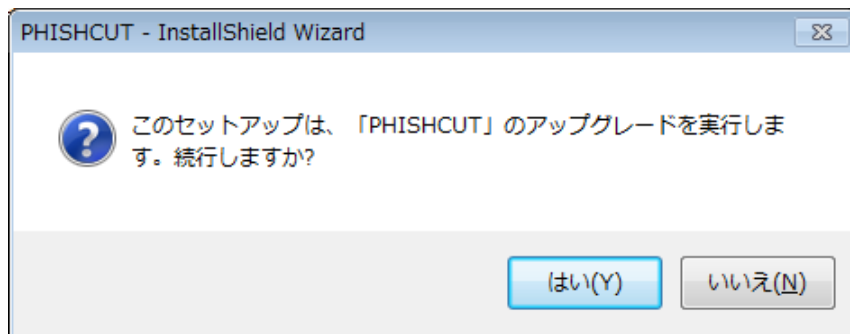 PHISHCUT - InstallShield Wizard
このセットアップは、「PHISHCUT」のアップグレードを実行しま
す。続行しますか?
はい(Y)
いいえ(N)